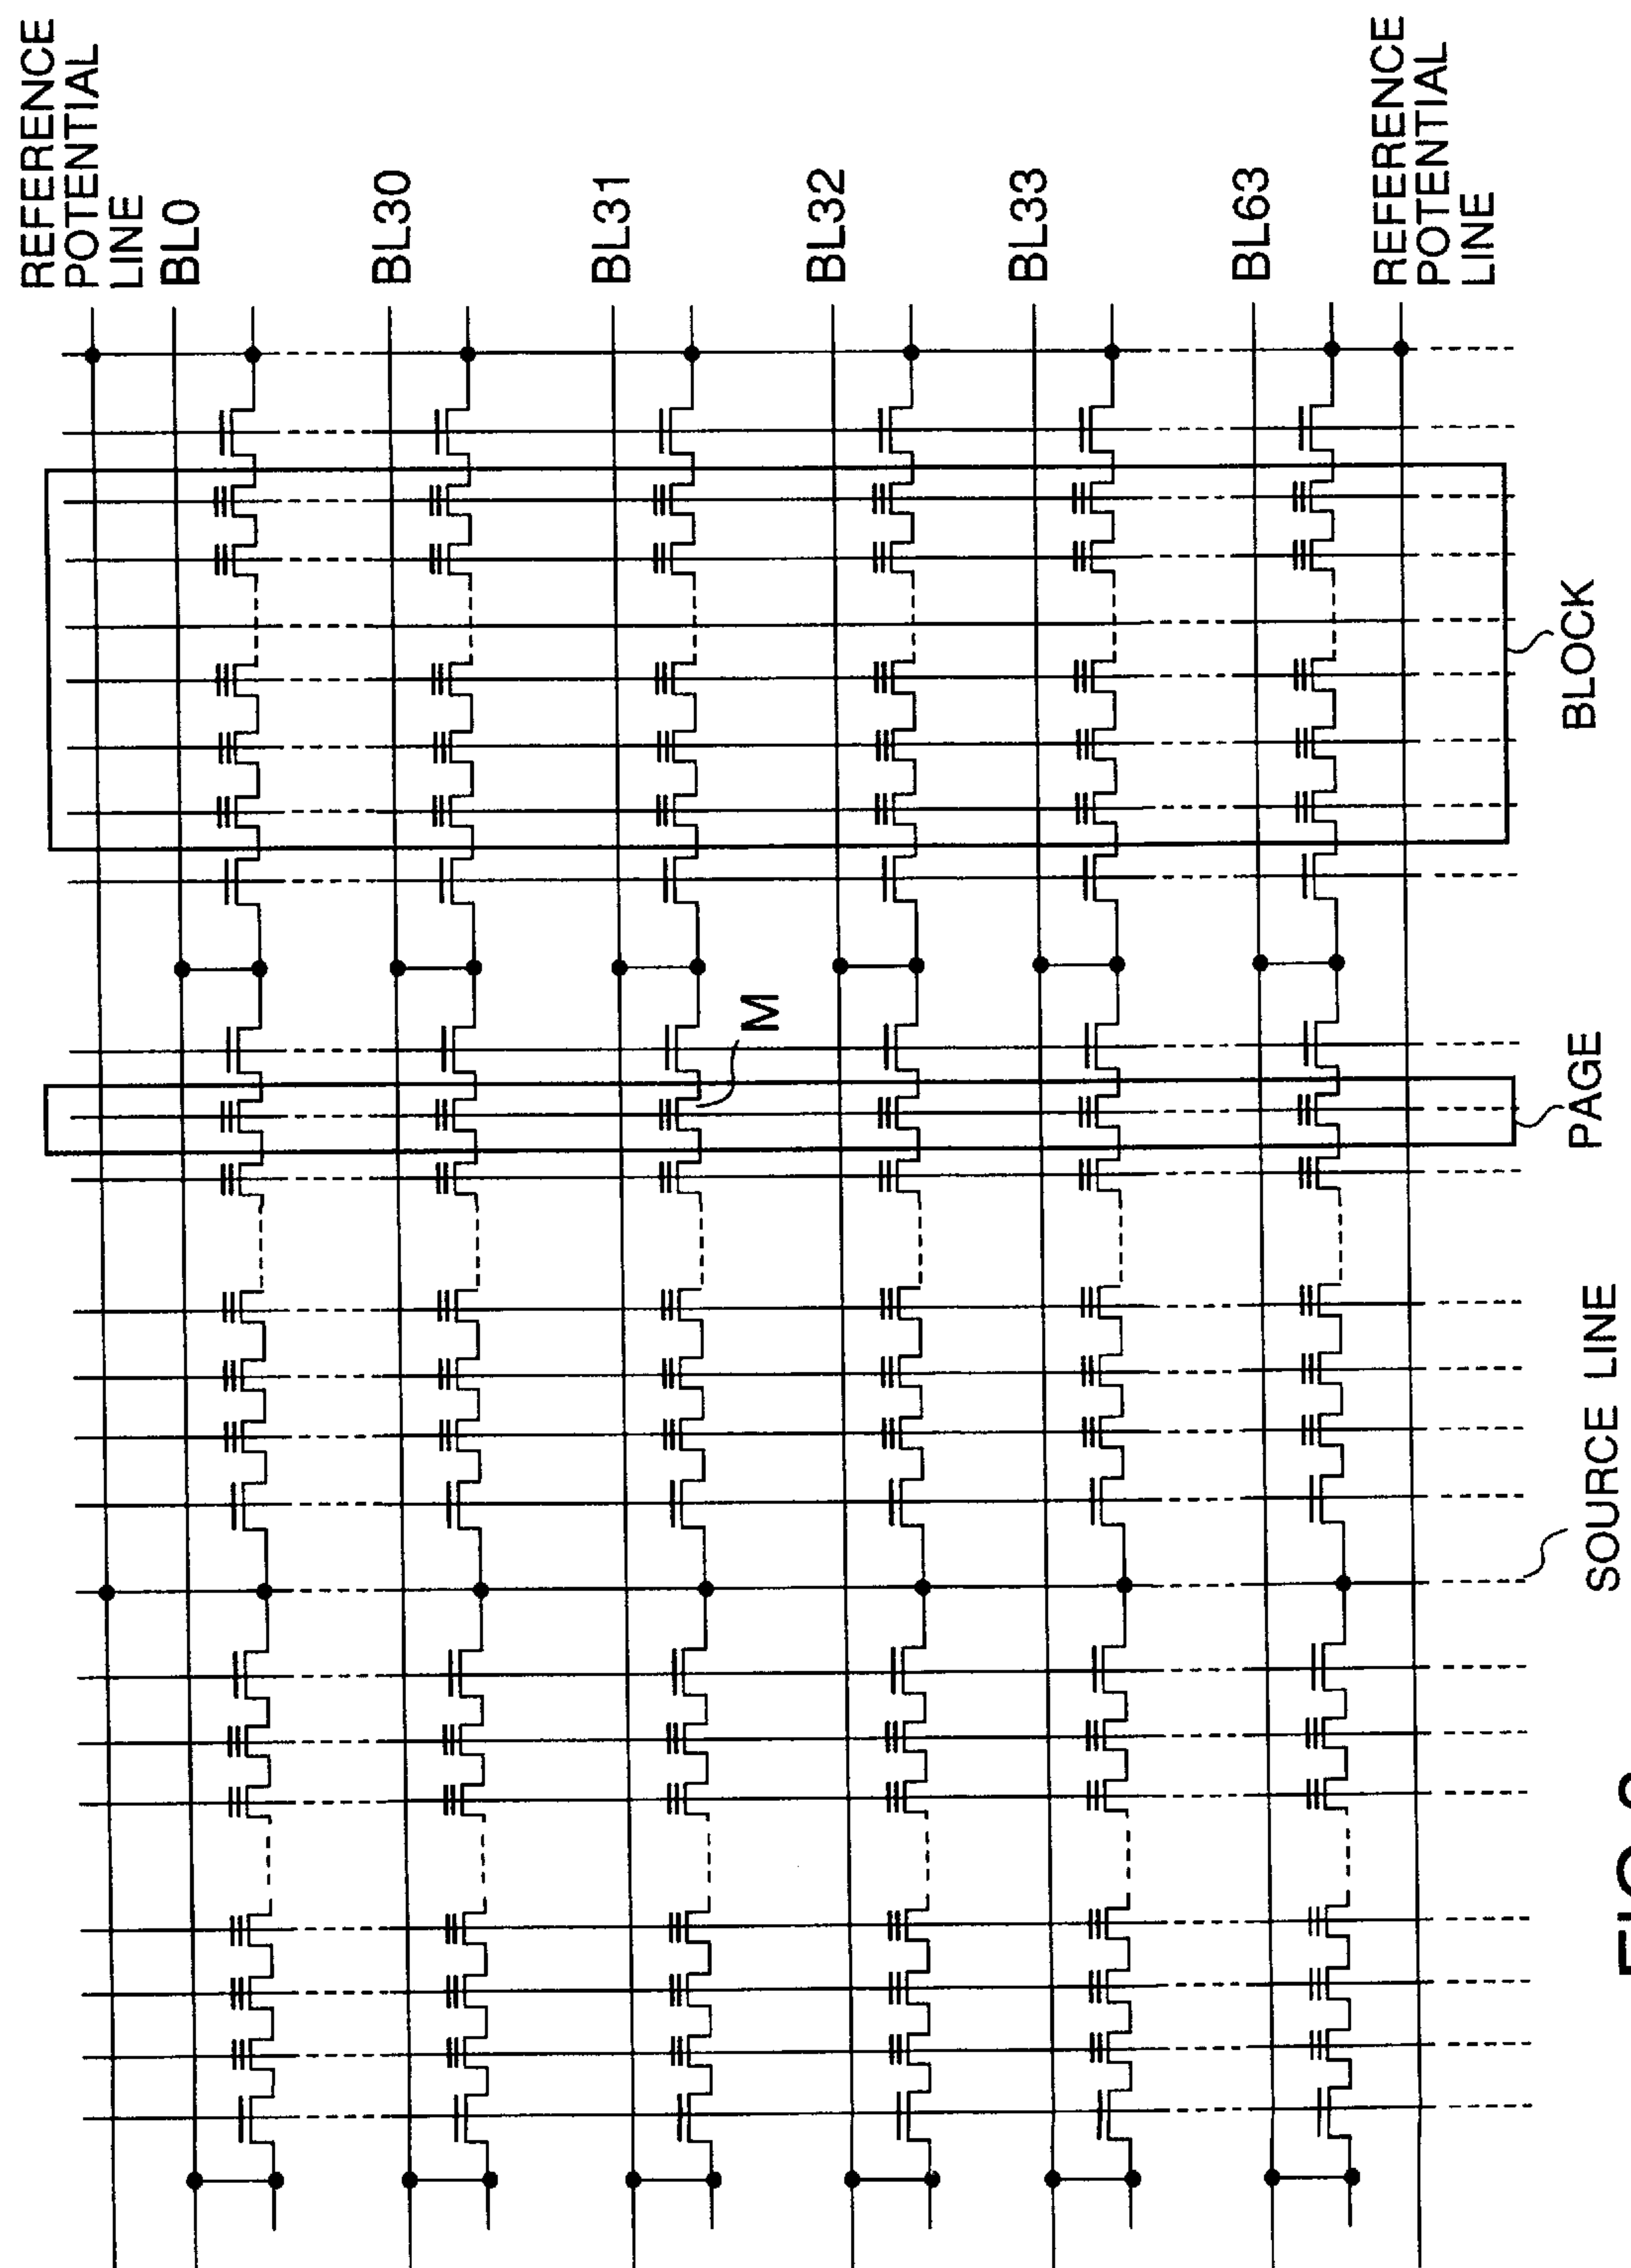 REFERENCE
POTENTIAL
LINE
BL0
BL30
BL31
BL32
BL33
BL63
REFERENCE
POTENTIAL
LINE
BLOCK
M
PAGE
SOURCE LINE